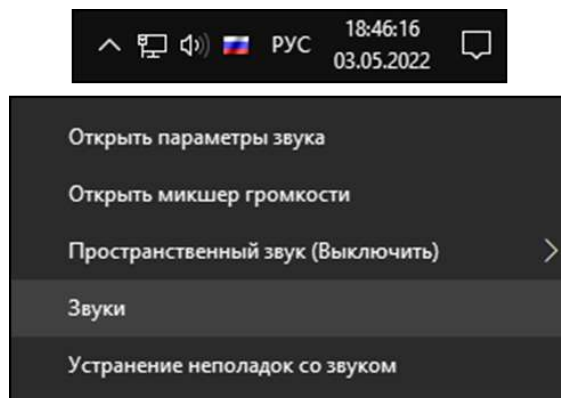 РУС
18:46:16
03.05.2022
Открыть параметры звука
Открыть микшер громкости
Пространственный звук (Выключить)
Звуки
Устранение неполадок со звуком